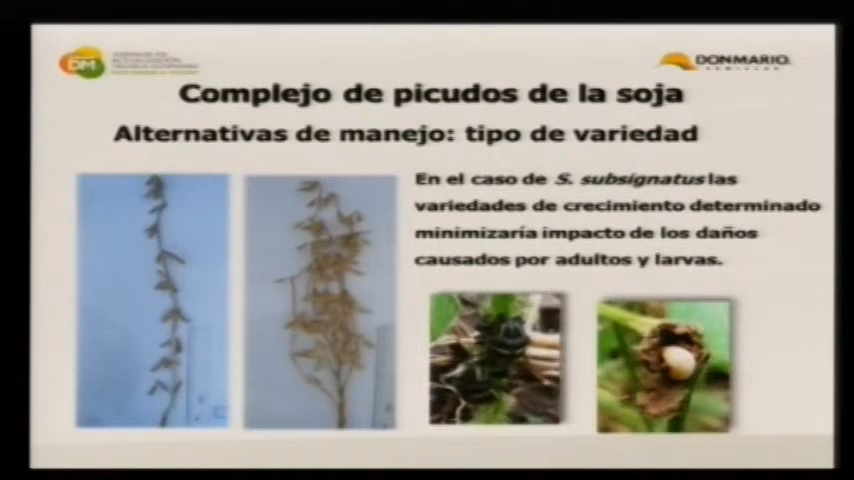 DM
DONMARIO
SEMILLAS
Complejo de picudos de la soja
Alternativas de manejo: tipo de variedad
En el caso de S. subsignatus las
variedades de crecimiento determinado
minimizaría impacto de los daños
causados por adultos y larvas.